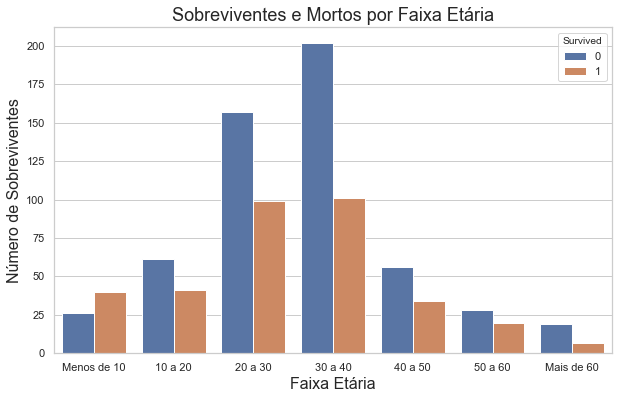 Sobreviventes e Mortos por Faixa Etária
Survived
0
1
Número de Sobreviventes
200
175
150
125
100
75
50
25
0
Menos de 10
10 a 20
20 a 30
30 a 40
40 a 50
50 a 60
Mais de 60
Faixa Etária